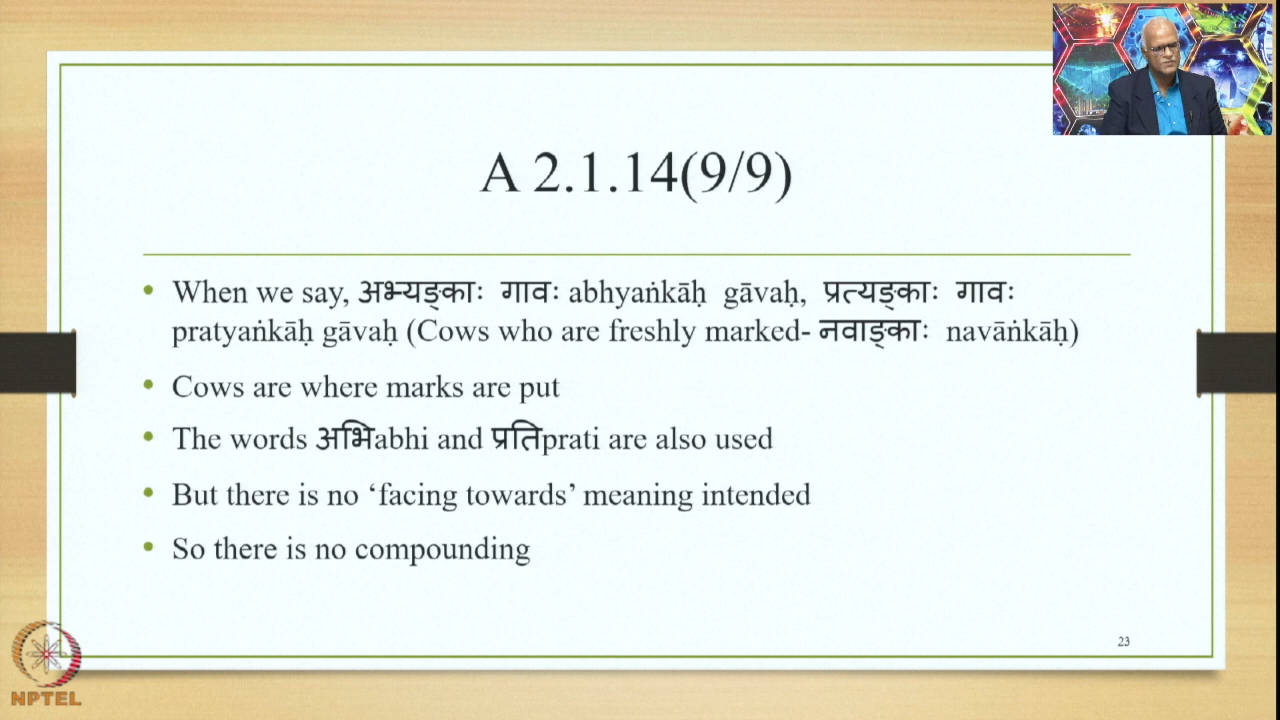 A 2.1.14(9/9)
• When we say, अभ्यङ्काः गावः abhyaṅkāḥ gāvaḥ, प्रत्यङ्काः गावः
pratyaṅkāḥ gāvaḥ (Cows who are freshly marked- नवाङ्काः navāṅkāḥ)
• Cows are where marks are put
• The words अभिabhi and प्रतिprati are also used
• But there is no ‘facing towards’ meaning intended
• So there is no compounding
23
NPTEL